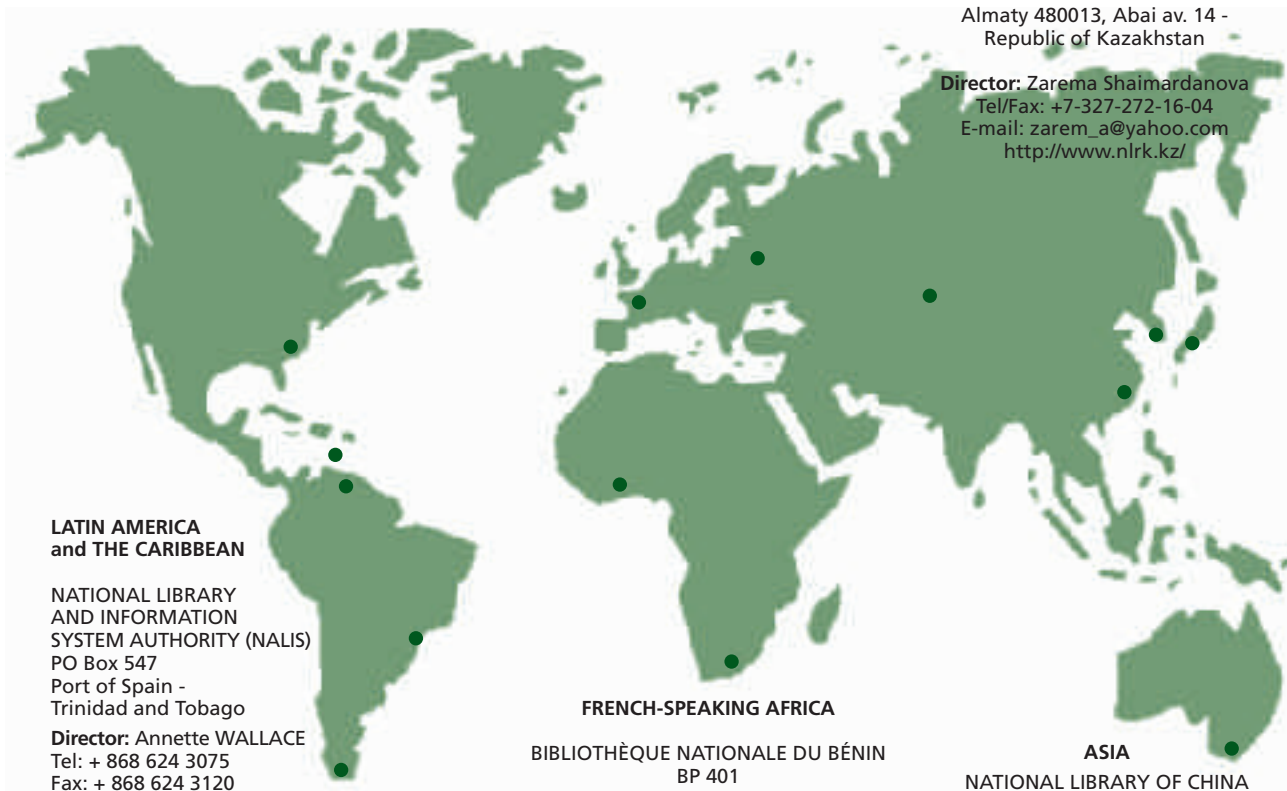 Almaty 480013, Abai av. 14 -
Republic of Kazakhstan
Director: Zarema Shaimardanova
Tel/Fax: +7-327-272-16-04
E-mail: zarem_a@yahoo.com
http://www.nlrk.kz/
LATIN AMERICA
and THE CARIBBEAN
NATIONAL LIBRARY
AND INFORMATION
SYSTEM AUTHORITY (NALIS)
PO Box 547
Port of Spain -
Trinidad and Tobago
Director: Annette WALLACE
Tel: + 868 624 3075
Fax: + 868 624 3120
FRENCH-SPEAKING AFRICA
BIBLIOTHÈQUE NATIONALE DU BÉNIN
BP 401
ASIA
NATIONAL LIBRARY OF CHINA